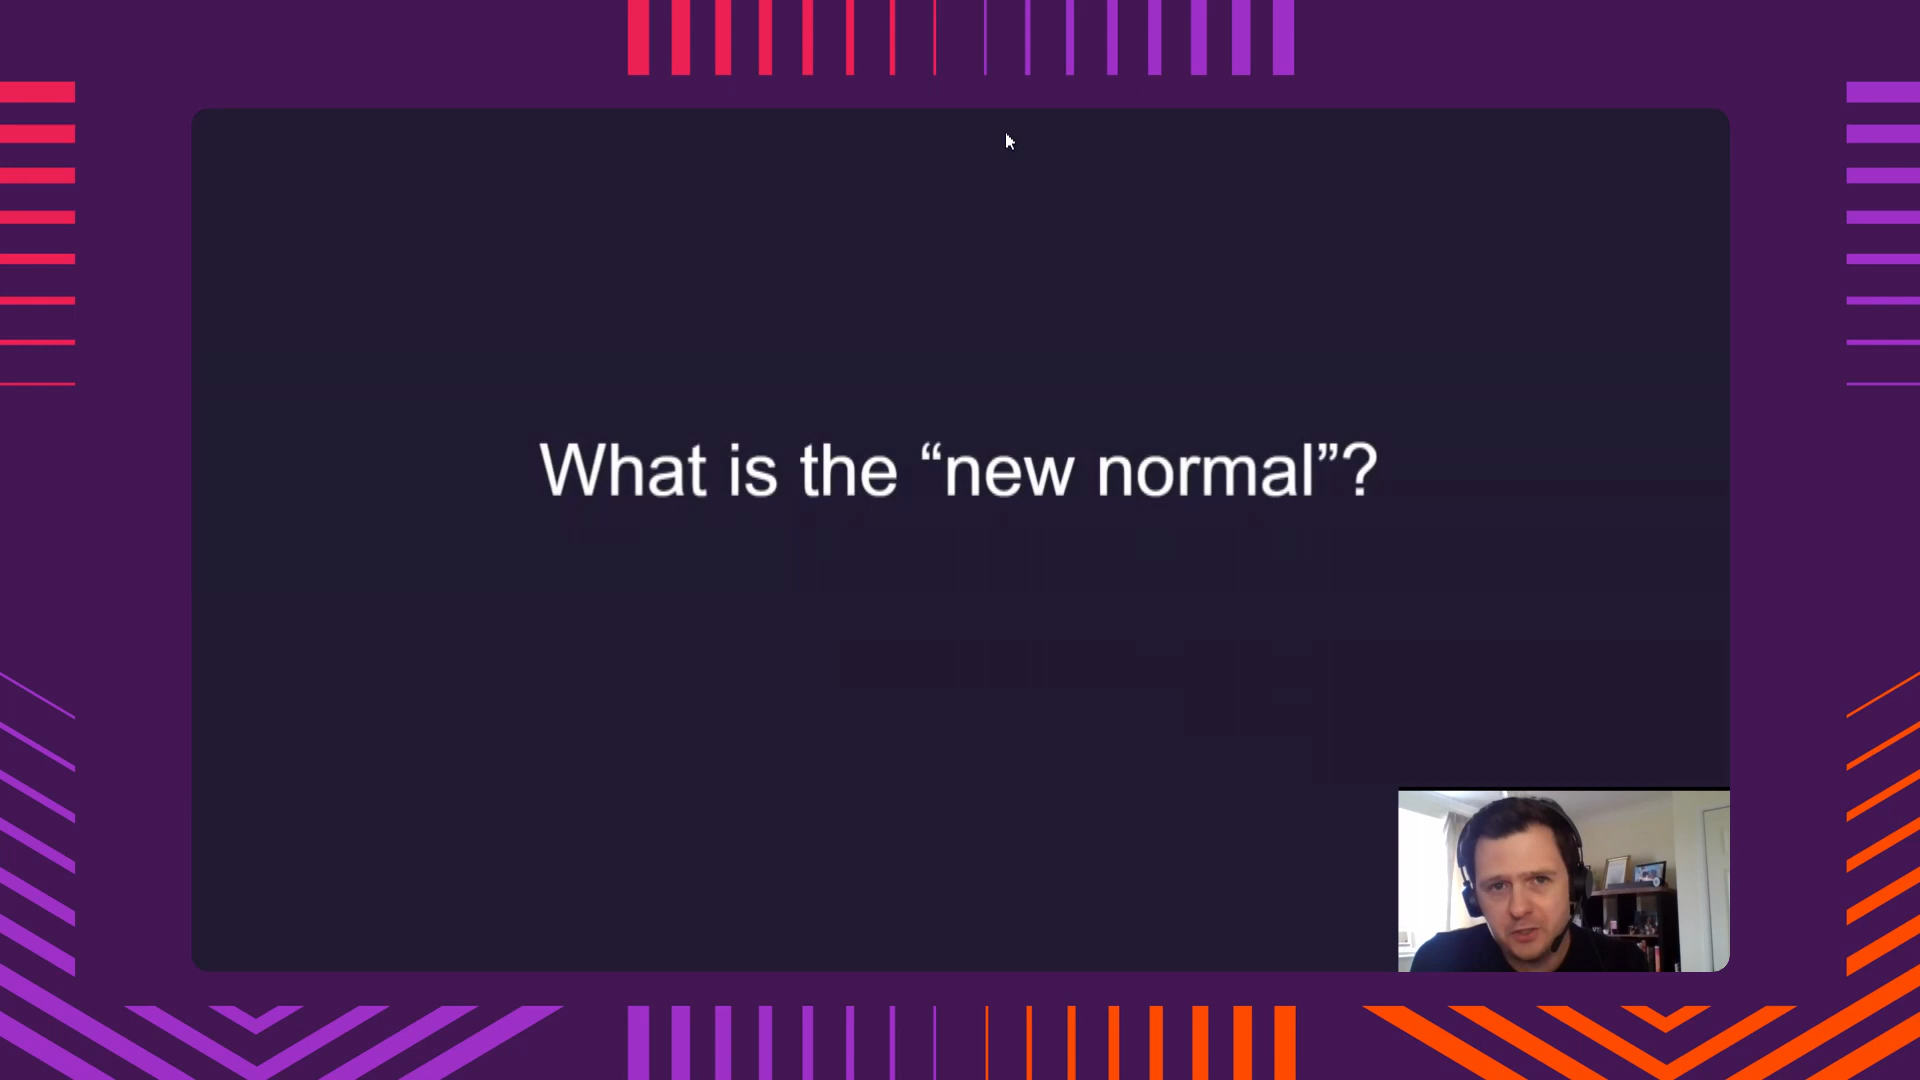 What is the “new normal”?